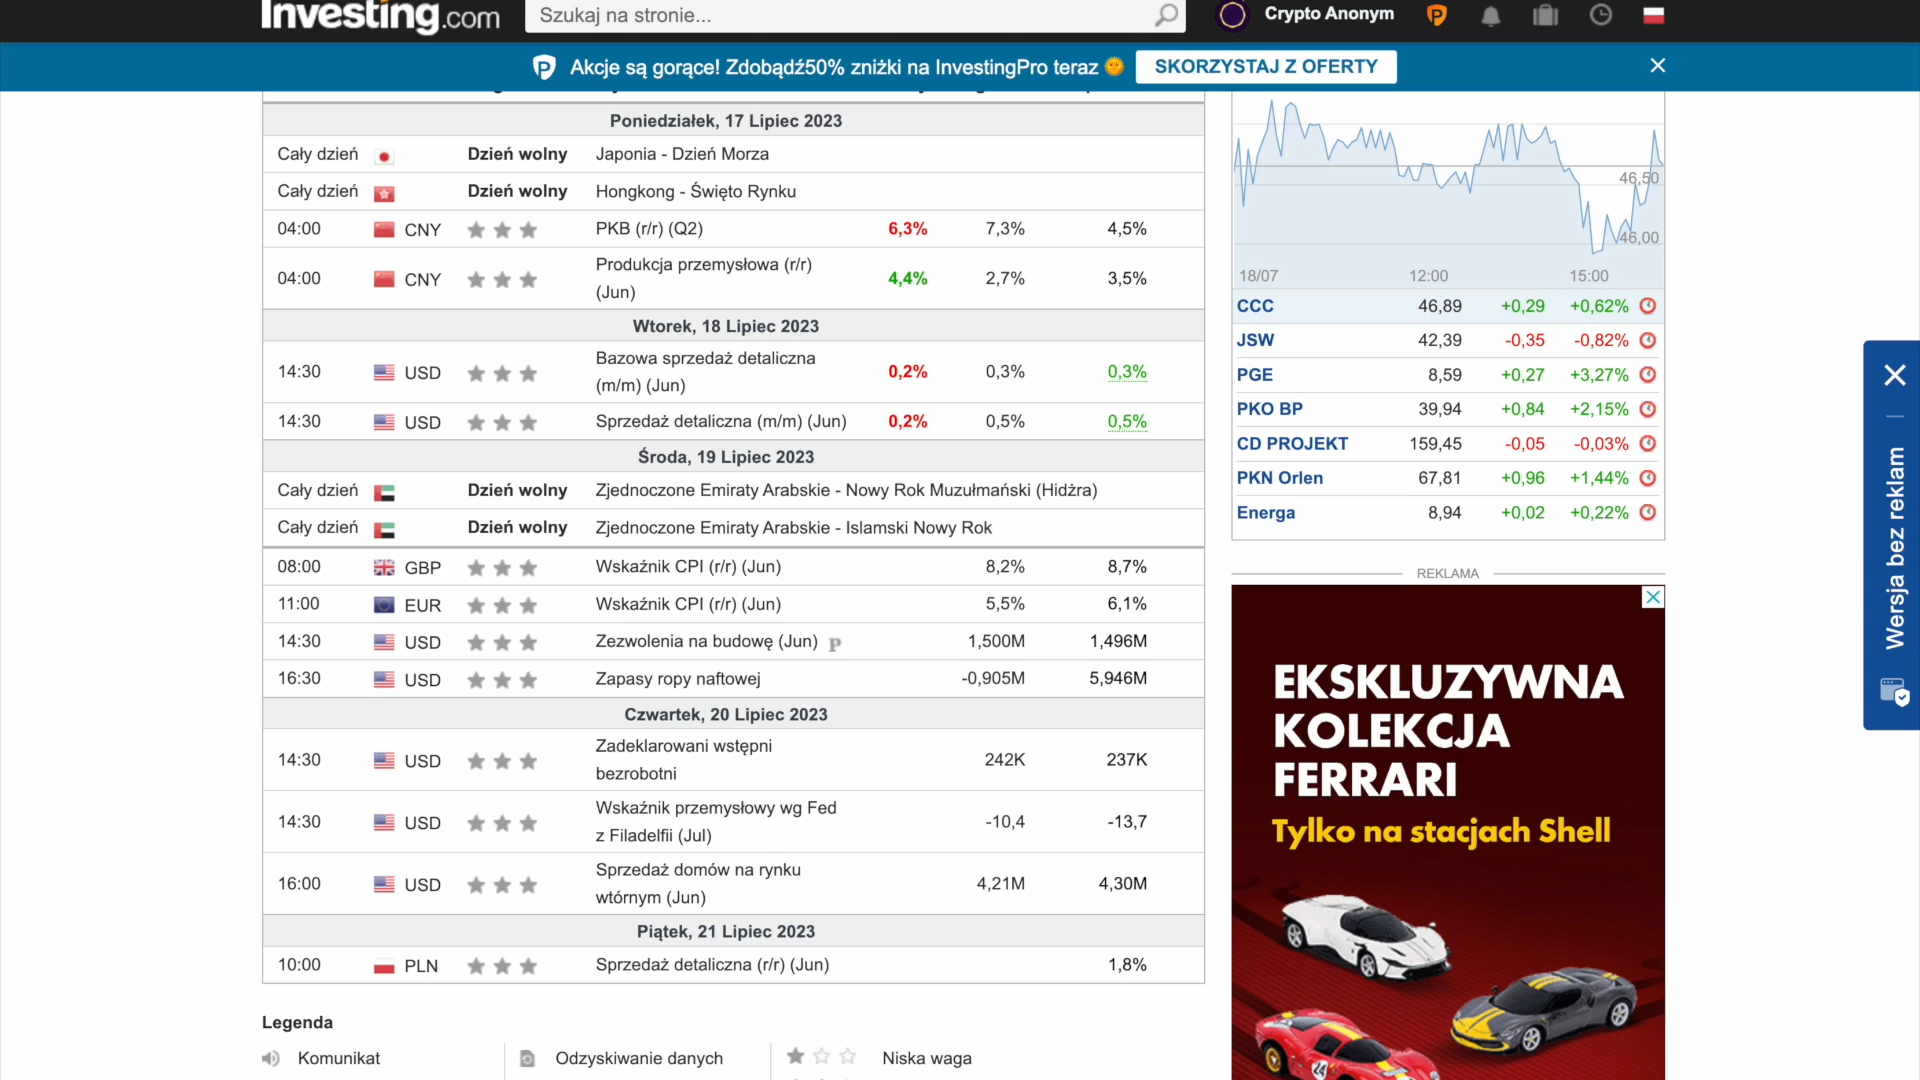 Investing.com
Szukaj na stronie...
Crypto Anonym
Akcje są gorące! Zdobądź50% zniżki na InvestingPro teraz
SKORZYSTAJ Z OFERTY
Poniedziałek, 17 Lipiec 2023
Cały dzień Dzień wolny Japonia - Dzień Morza
Cały dzień Dzień wolny Hongkong - Święto Rynku
04:00 CNY PKB (r/r) (Q2) 6,3% 7,3% 4,5%
04:00 CNY Produkcja przemysłowa (r/r) 4,4% 2,7% 3,5%
(Jun)
Wtorek, 18 Lipiec 2023
14:30 USD Bazowa sprzedaż detaliczna 0,2% 0,3% 0,3%
(m/m) (Jun)
14:30 USD Sprzedaż detaliczna (m/m) (Jun) 0,2% 0,5% 0,5%
Środa, 19 Lipiec 2023
Cały dzień Dzień wolny Zjednoczone Emiraty Arabskie - Nowy Rok Muzułmański (Hidżra)
Cały dzień Dzień wolny Zjednoczone Emiraty Arabskie - Islamski Nowy Rok
08:00 GBP Wskaźnik CPI (r/r) (Jun) 8,2% 8,7%
11:00 EUR Wskaźnik CPI (r/r) (Jun) 5,5% 6,1%
14:30 USD Zezwolenia na budowę (Jun) P 1,500M 1,496M
16:30 USD Zapasy ropy naftowej -0,905M 5,946M
Czwartek, 20 Lipiec 2023
14:30 USD Zadeklarowani wstępni 242K 237K
bezrobotni
14:30 USD Wskaźnik przemysłowy wg Fed -10,4 -13,7
z Filadelfii (Jul)
16:00 USD Sprzedaż domów na rynku 4,21M 4,30M
wtórnym (Jun)
Piątek, 21 Lipiec 2023
10:00 PLN Sprzedaż detaliczna (r/r) (Jun) 1,8%
Legenda
Komunikat Odzyskiwanie danych Niska waga
46,50
46,00
18/07 12:00 15:00
CCC 46,89 +0,29 +0,62%
JSW 42,39 -0,35 -0,82%
PGE 8,59 +0,27 +3,27%
PKO BP 39,94 +0,84 +2,15%
CD PROJEKT 159,45 -0,05 -0,03%
PKN Orlen 67,81 +0,96 +1,44%
Energa 8,94 +0,02 +0,22%
REKLAMA
EKSKLUZYWNA
KOLEKCJA
FERRARI
Tylko na stacjach Shell
24
Wersja bez reklam